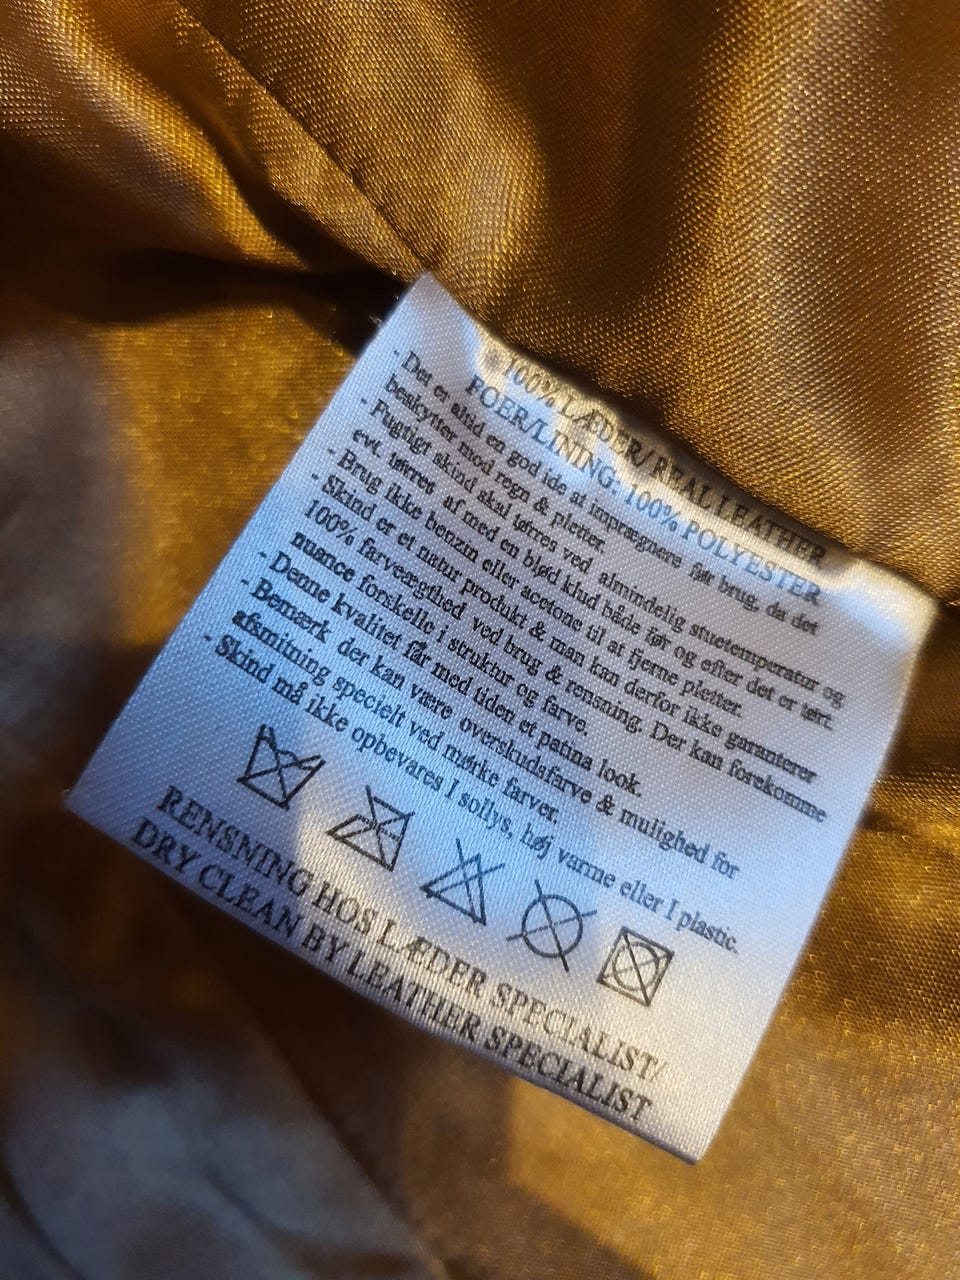 100% LÆDER/ REAL LEATHER
FOER/LINING: 100% POLYESTER
- Det er altid en god ide at imprægnere før brug, da det
beskytter mod regn & pletter.
- Fugtigt skind skal tørres ved almindelig stuetemperatur og
evt. tørres af med en blød klud både før og efter det er tørt.
- Brug ikke benzin eller acetone til at fjerne pletter.
- Skind er et natur produkt & man kan derfor ikke garanterer
100% farveægthed ved brug & rensning. Der kan forekomme
nuance forskelle i struktur og farve.
- Denne kvalitet får med tiden et patina look.
- Bemærk der kan være overskudsfarve & mulighed for
afsmitning specielt ved mørke farver.
- Skind må ikke opbevares I sollys, høj varme eller I plastic.
RENSNING HOS LÆDER SPECIALIST/
DRY CLEAN BY LEATHER SPECIALIST